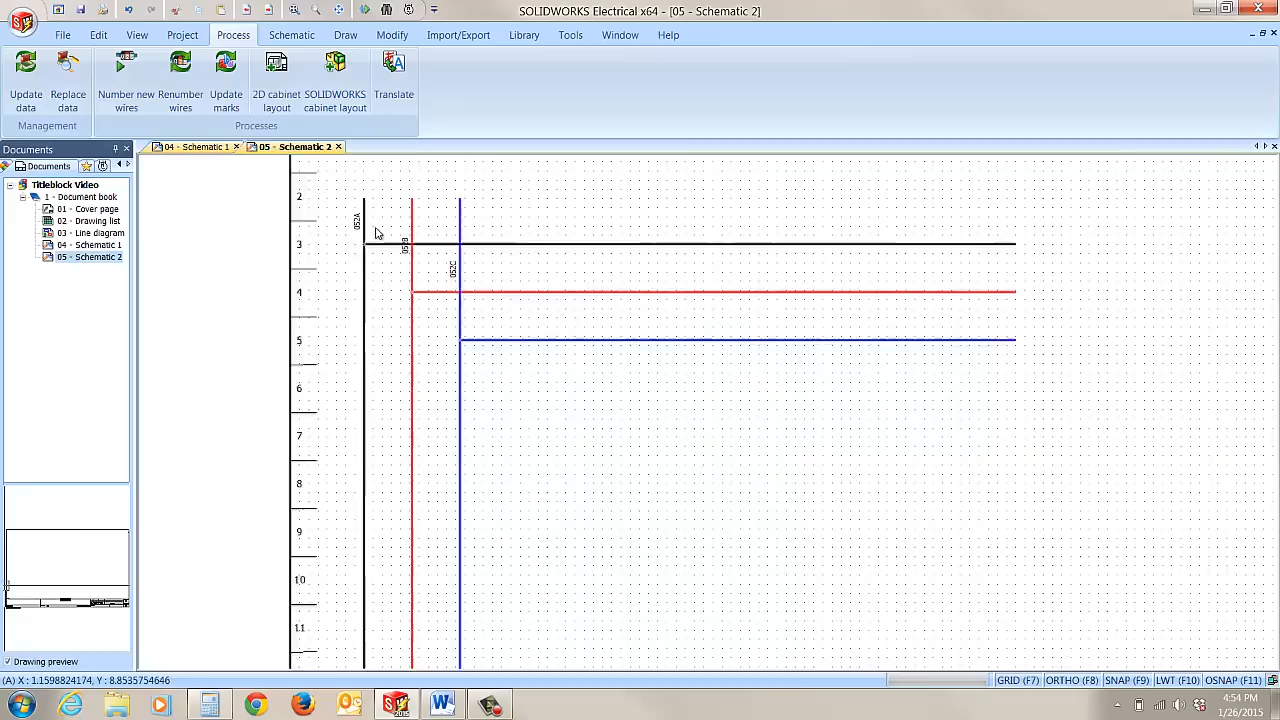 SOLIDWORKS Electrical x64 - [05 - Schematic 2]
File Edit View Project Process Schematic Draw Modify Import/Export Library Tools Window Help
Update data
Replace data
Number new wires
Renumber wires
Update marks
2D cabinet layout
SOLIDWORKS cabinet layout
Translate
Management
Processes
Documents
04 - Schematic 1
05 - Schematic 2
Documents
Titleblock Video
1 - Document book
01 - Cover page
02 - Drawing list
03 - Line diagram
04 - Schematic 1
05 - Schematic 2
2
052A
3
052B
052C
4
5
6
7
8
9
10
11
Drawing preview
(A) X : 1.1598824174, Y : 8.8535754646
GRID (F7) ORTHO (F8) SNAP (F9) LWT (F10) OSNAP (F11)
4:54 PM
1/26/2015